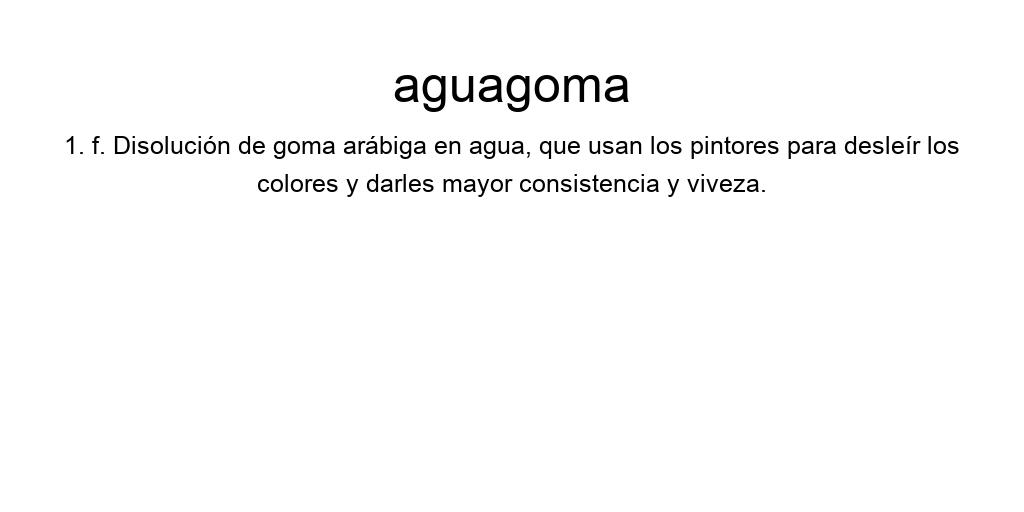 aguagoma
1. f. Disolución de goma arábiga en agua, que usan los pintores para desleír los
colores y darles mayor consistencia y viveza.